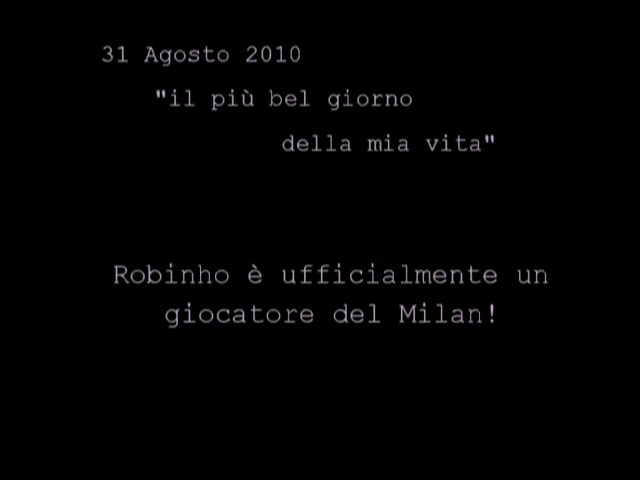 31 Agosto 2010
"il più bel giorno
della mia vita"
Robinho è ufficialmente un
giocatore del Milan!